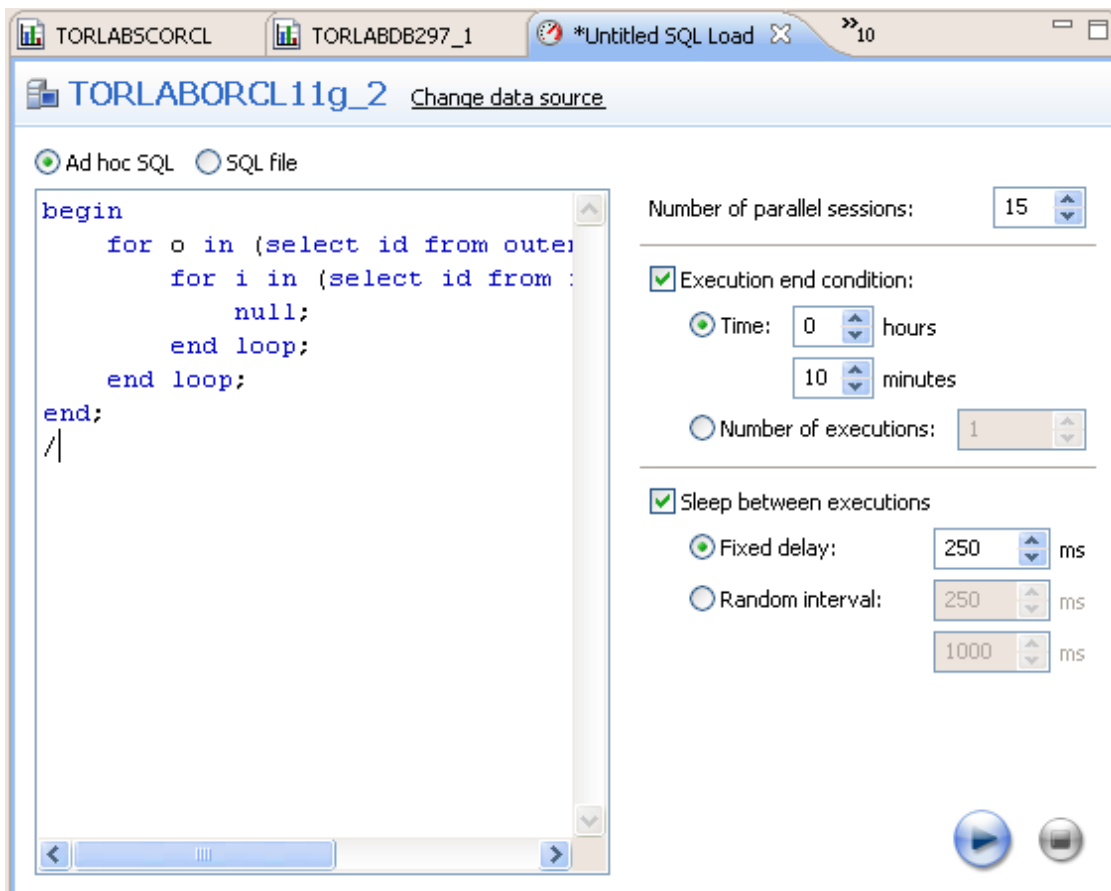 TORLABSCORCL TORLABDB297_1 *Untitled SQL Load »10
TORLABORCL11g_2 Change data source
Ad hoc SQL SQL file
begin
    for o in (select id from outer
        for i in (select id from
            null;
        end loop;
    end loop;
end;
/
Number of parallel sessions: 15
Execution end condition:
Time: 0 hours
10 minutes
Number of executions: 1
Sleep between executions
Fixed delay: 250 ms
Random interval: 250 ms
1000 ms